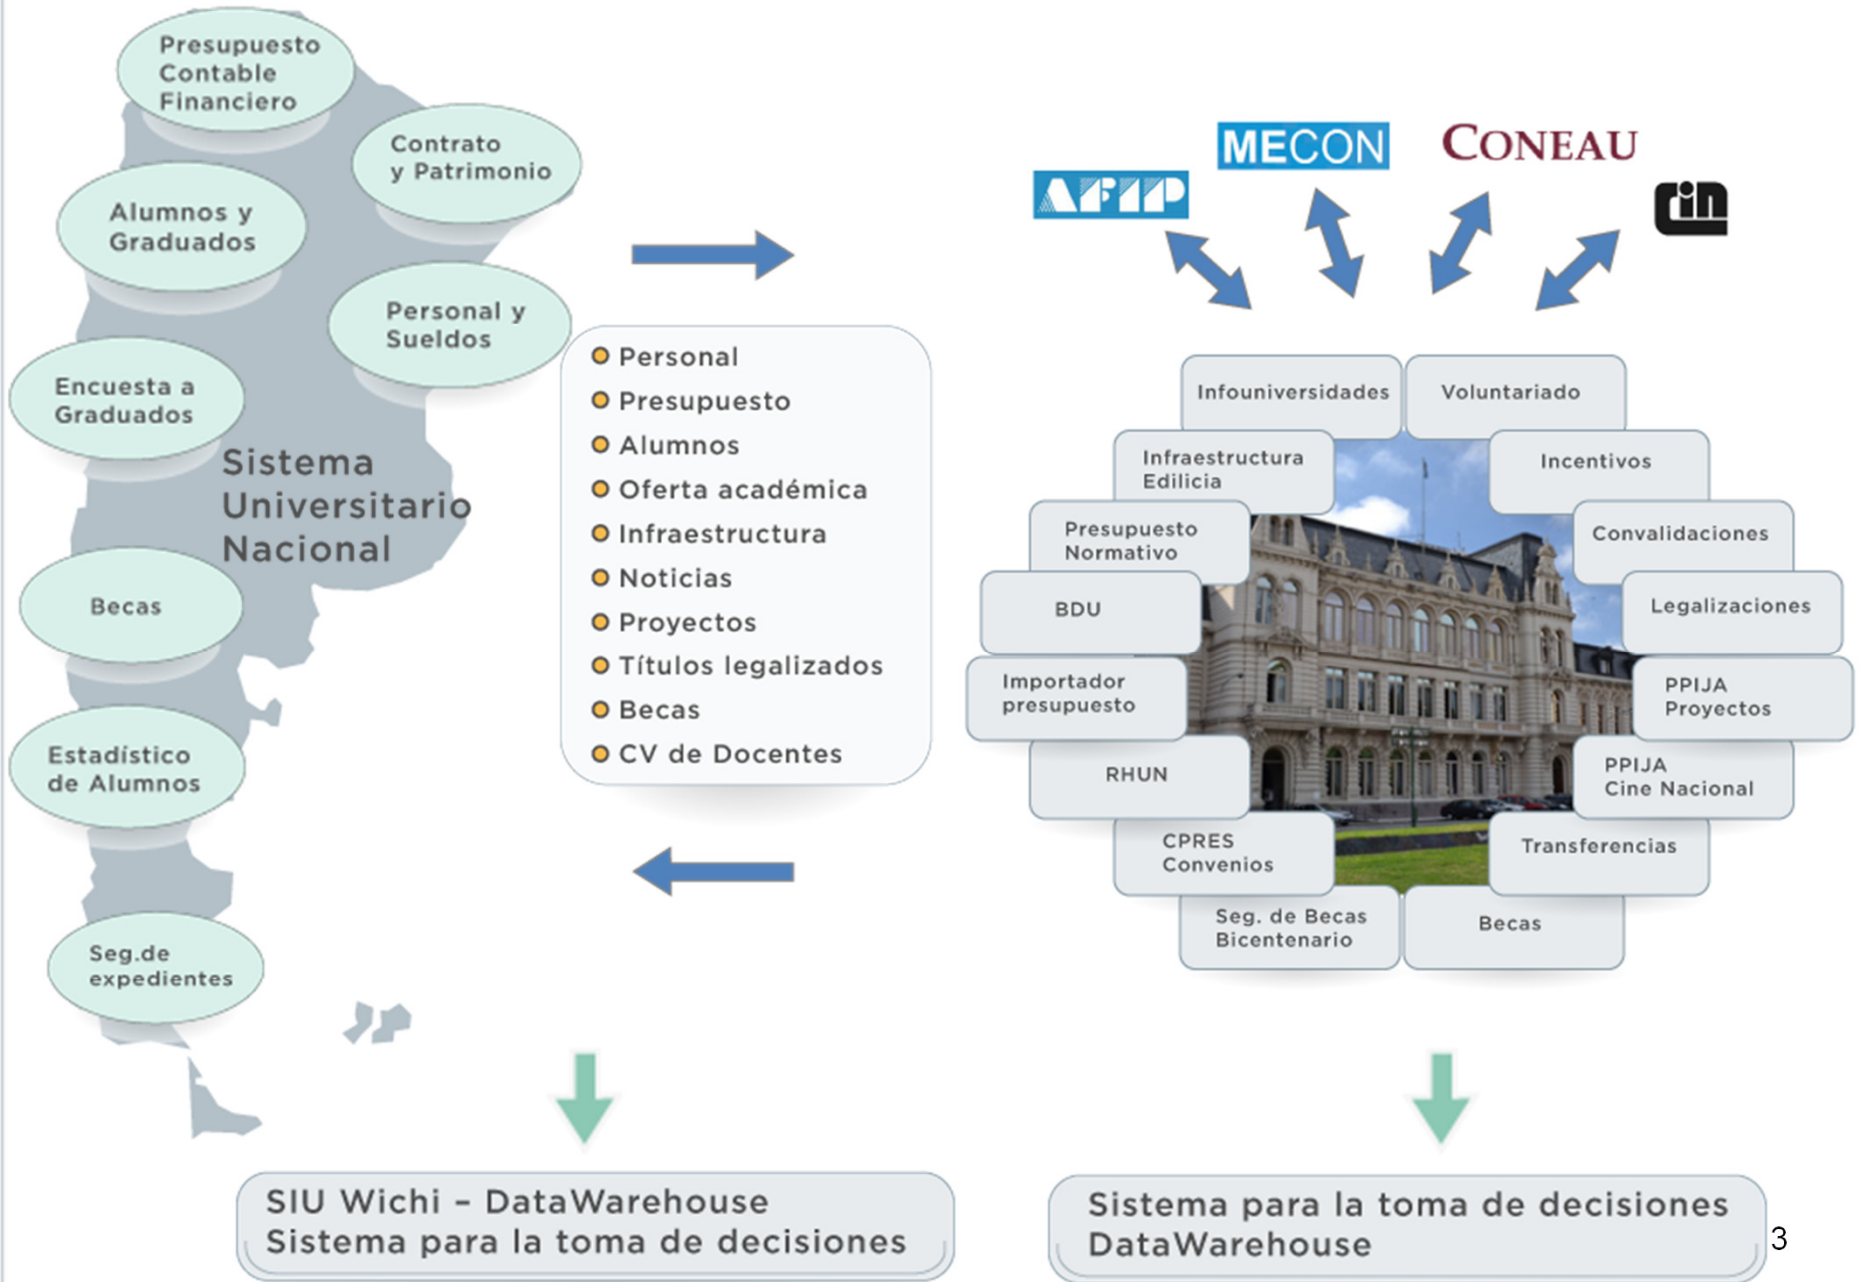 Presupuesto
Contable
Financiero
Contrato
y Patrimonio
Alumnos y
Graduados
Personal y
Sueldos
Encuesta a
Graduados
Sistema
Universitario
Nacional
Becas
Estadístico
de Alumnos
Seg.de
expedientes
Personal
Presupuesto
Alumnos
Oferta académica
Infraestructura
Noticias
Proyectos
Títulos legalizados
Becas
CV de Docentes
AFIP
MECON
CONEAU
cin
Infouniversidades
Voluntariado
Infraestructura
Edilicia
Incentivos
Presupuesto
Normativo
Convalidaciones
BDU
Legalizaciones
Importador
presupuesto
PPIJA
Proyectos
RHUN
PPIJA
Cine Nacional
CPRES
Convenios
Transferencias
Seg. de Becas
Bicentenario
Becas
SIU Wichi – DataWarehouse
Sistema para la toma de decisiones
Sistema para la toma de decisiones
DataWarehouse
3